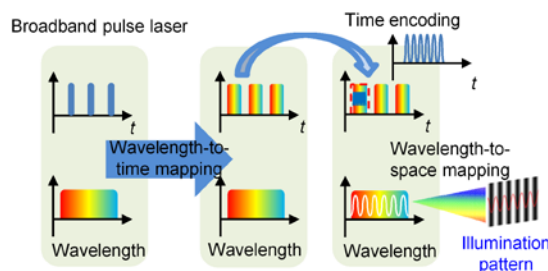 Broadband pulse laser
Time encoding
t
t
t
t
Wavelength-to-
time mapping
Wavelength-to-
space mapping
Wavelength
Wavelength
Wavelength
Illumination
pattern